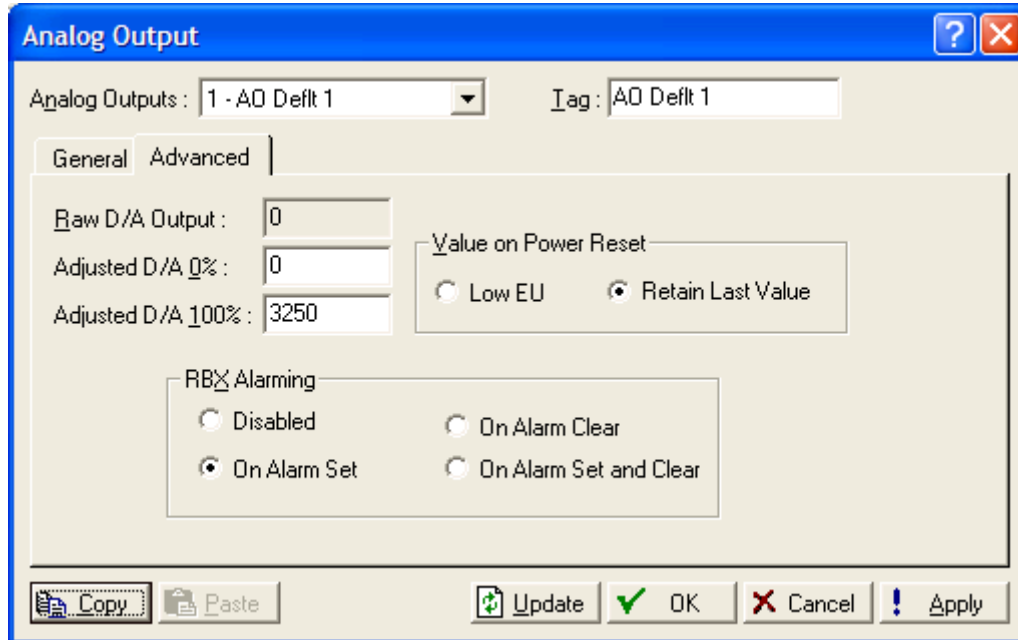 Analog Output
Analog Outputs : 1 - AO Deflt 1 Tag : AO Deflt 1
General Advanced
Raw D/A Output : 0
Adjusted D/A 0% : 0
Adjusted D/A 100% : 3250
Value on Power Reset
Low EU Retain Last Value
RBX Alarming
Disabled On Alarm Clear
On Alarm Set On Alarm Set and Clear
Copy Paste Update OK Cancel Apply